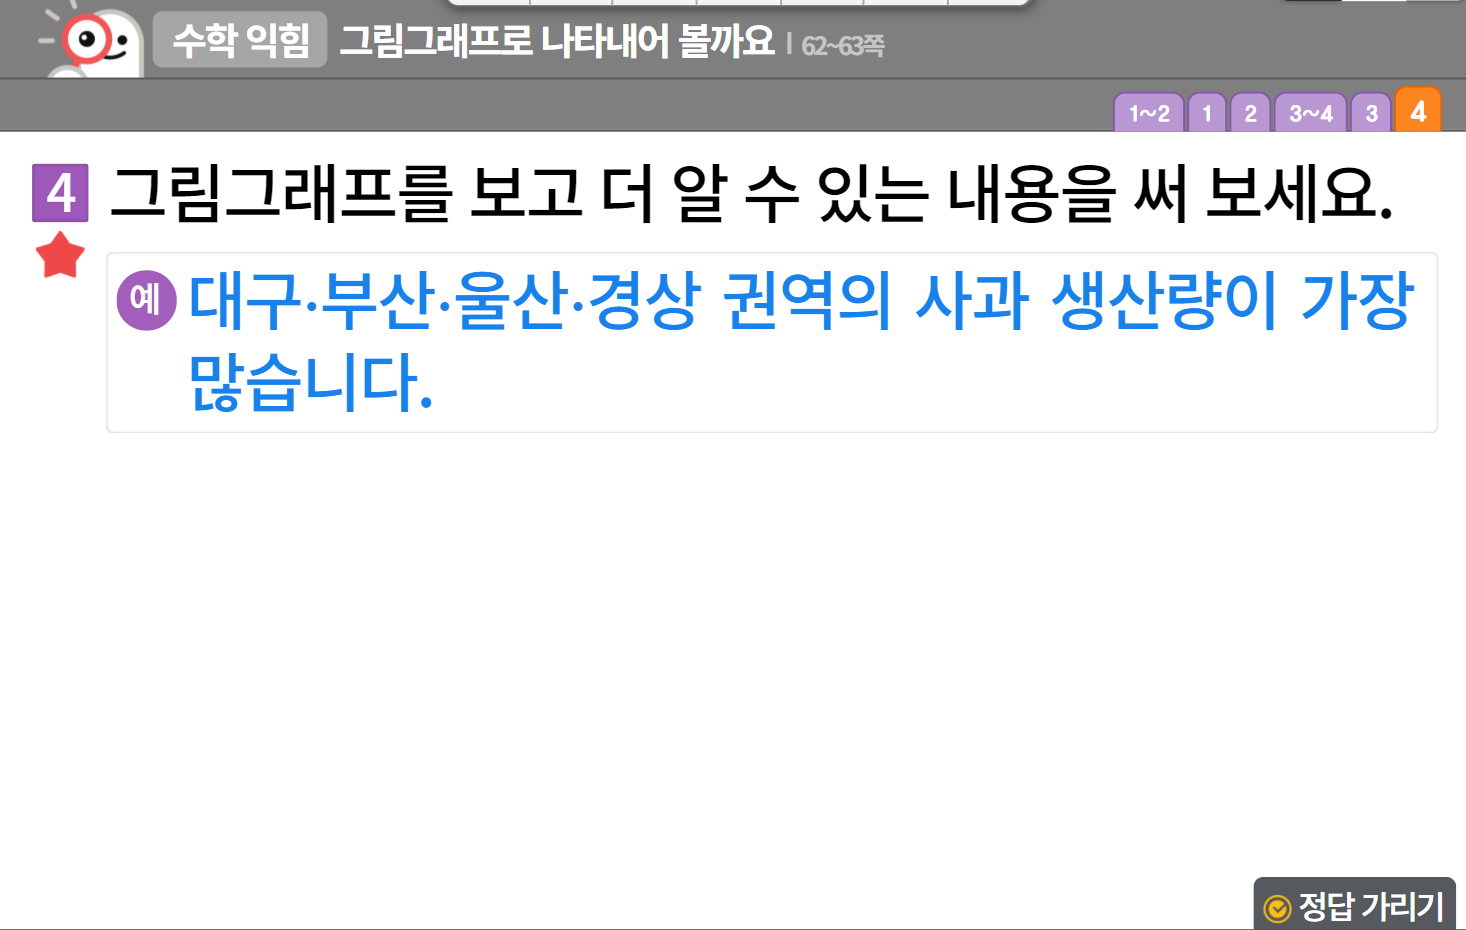 수학 익힘 그림그래프로 나타내어 볼까요 | 62~63쪽
1~2 1 2 3~4 3 4
4 그림그래프를 보고 더 알 수 있는 내용을 써 보세요.
예 대구·부산·울산·경상 권역의 사과 생산량이 가장
많습니다.
정답 가리기